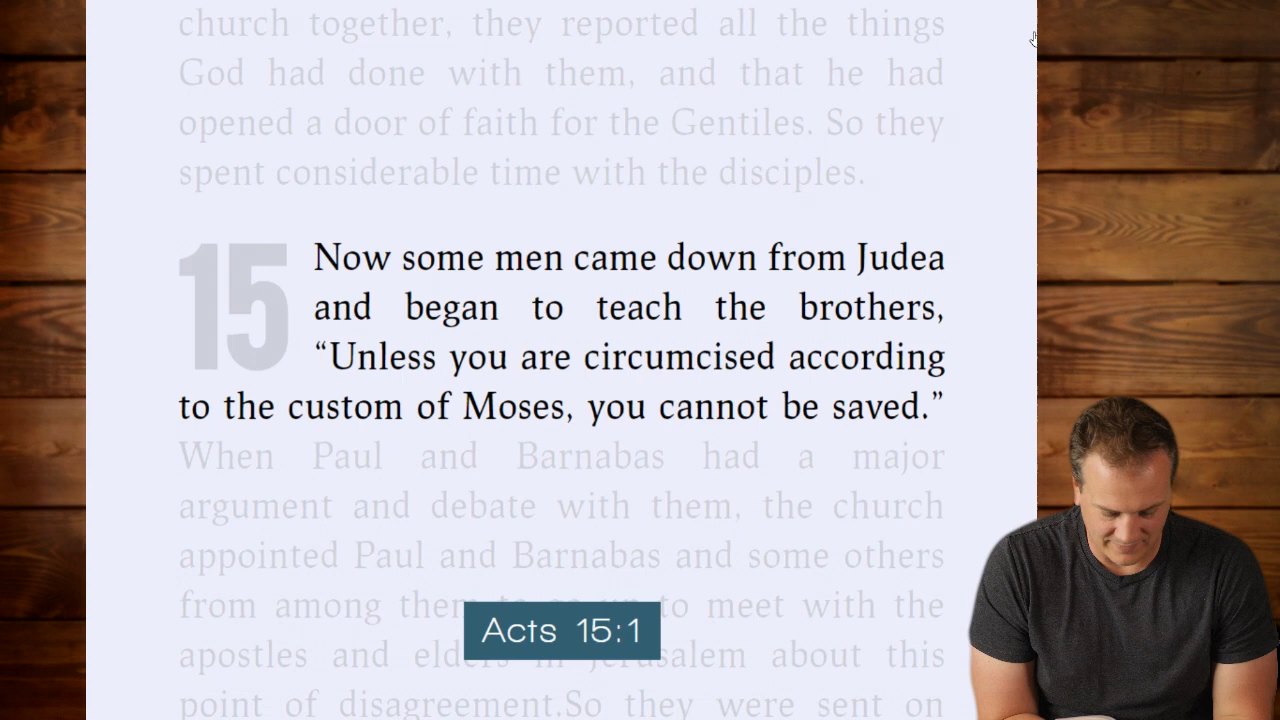 church together, they reported all the things
God had done with them, and that he had
opened a door of faith for the Gentiles. So they
spent considerable time with the disciples.
15 Now some men came down from Judea
and began to teach the brothers,
“Unless you are circumcised according
to the custom of Moses, you cannot be saved.”
When Paul and Barnabas had a major
argument and debate with them, the church
appointed Paul and Barnabas and some others
from among them to go up to meet with the
apostles and elders in Jerusalem about this
point of disagreement.So they were sent on
Acts 15:1